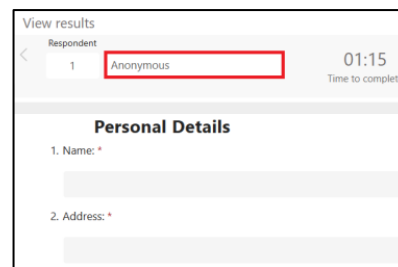 View results
Respondent
1
Anonymous
01:15
Time to complet
Personal Details
1. Name: *
2. Address: *